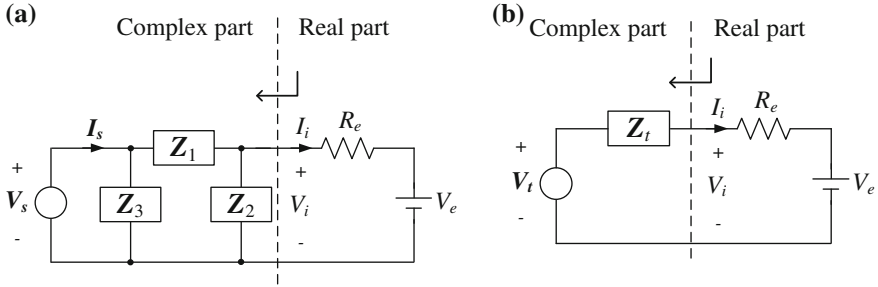 (a)
Complex part
Real part
I_s
Z_1
I_i
R_e
+
V_s
-
Z_3
Z_2
+
V_i
-
V_e
(b)
Complex part
Real part
Z_t
I_i
R_e
+
V_t
-
+
V_i
-
V_e